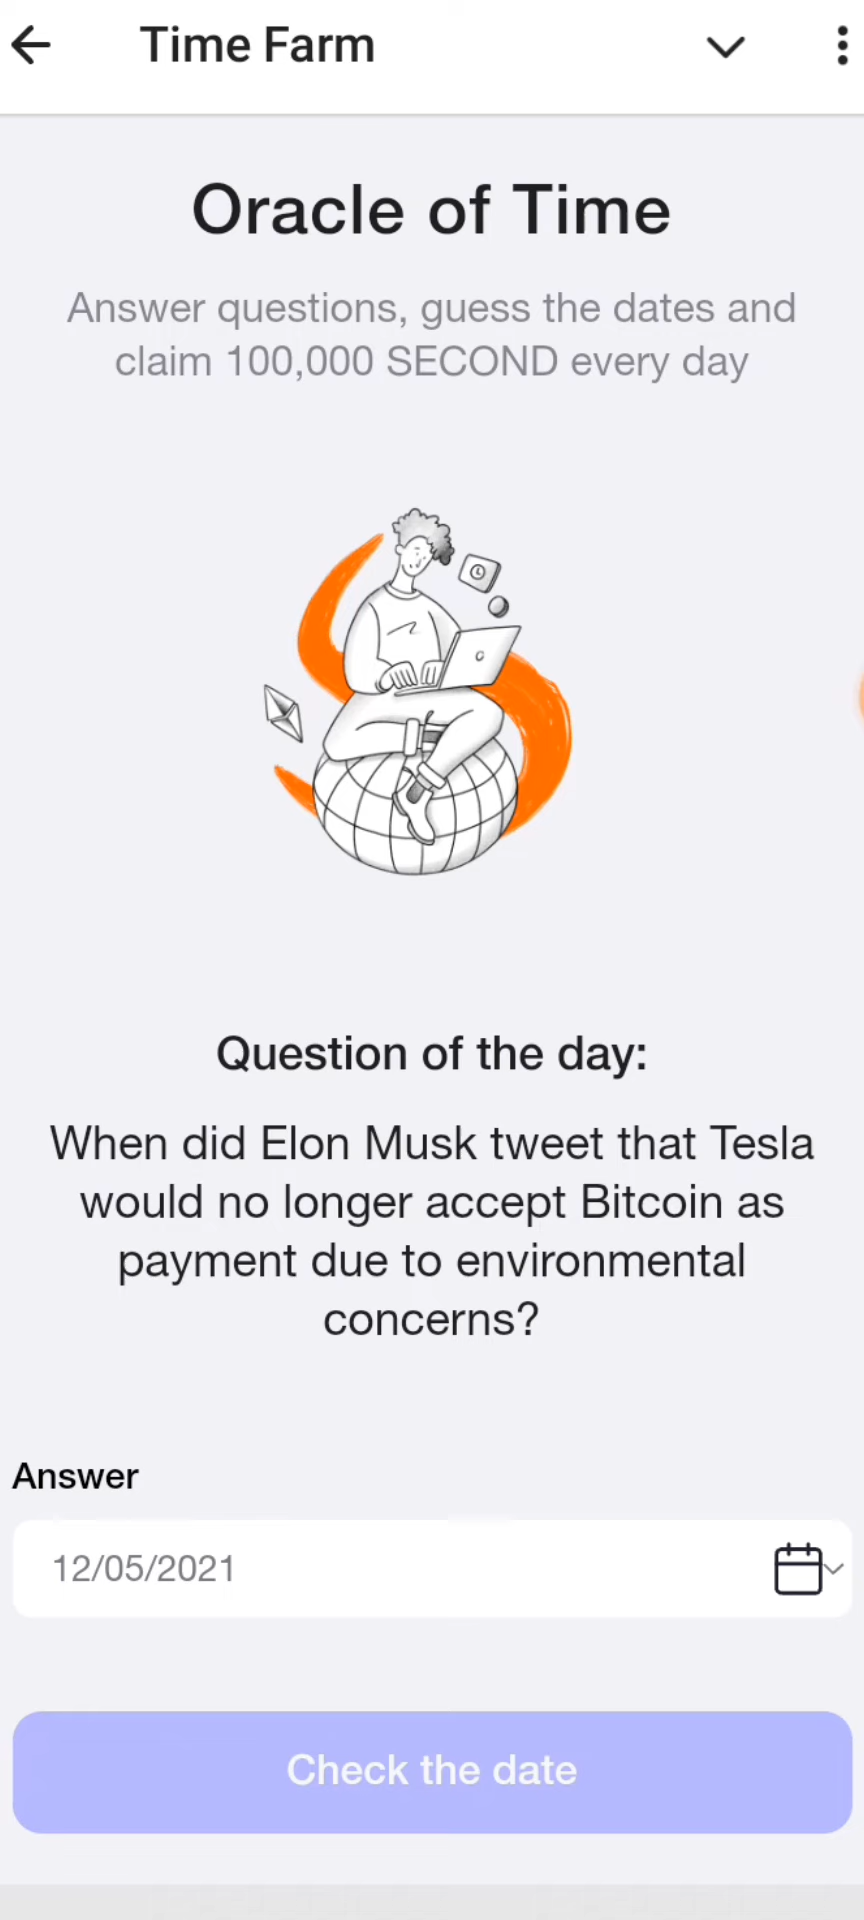 Time Farm
Oracle of Time
Answer questions, guess the dates and
claim 100,000 SECOND every day
Question of the day:
When did Elon Musk tweet that Tesla
would no longer accept Bitcoin as
payment due to environmental
concerns?
Answer
12/05/2021
Check the date